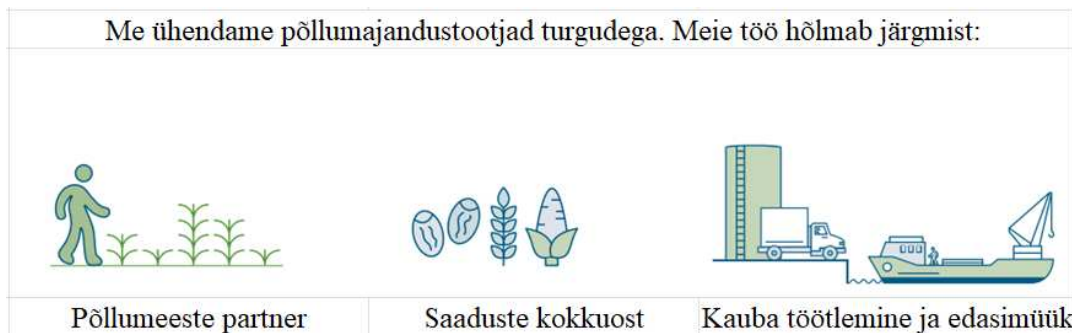 Me ühendame põllumajandustootjad turgudega. Meie töö hõlmab järgmist:
Põllumeeste partner
Saaduste kokkuost
Kauba töötlemine ja edasimüük